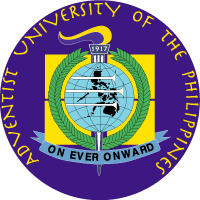 ADVENTIST UNIVERSITY OF THE PHILIPPINES
1917
ON EVER ONWARD